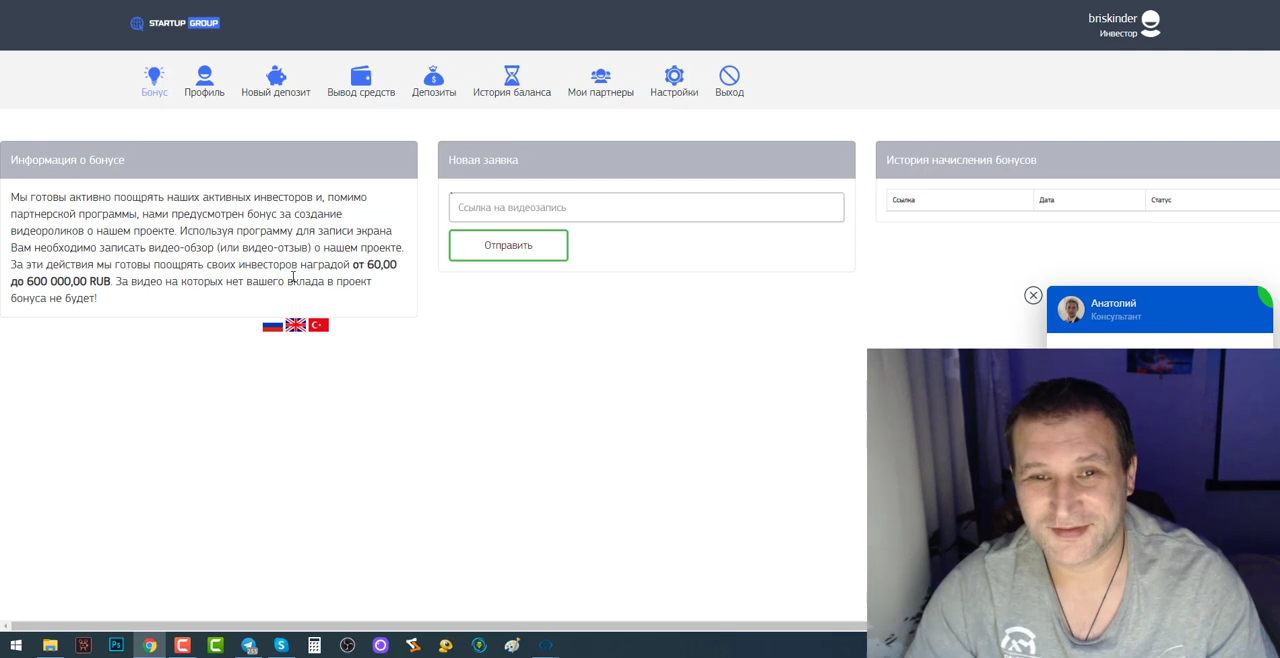 STARTUP GROUP
briskinder
Инвестор
Бонус
Профиль
Новый депозит
Вывод средств
Депозиты
История баланса
Мои партнеры
Настройки
Выход
Информация о бонусе
Мы готовы активно поощрять наших активных инвесторов и, помимо
партнерской программы, нами предусмотрен бонус за создание
видеороликов о нашем проекте. Используя программу для записи экрана
Вам необходимо записать видео-обзор (или видео-отзыв) о нашем проекте.
За эти действия мы готовы поощрять своих инвесторов наградой от 60,00
до 600 000,00 RUB. За видео на которых нет вашего вклада в проект
бонуса не будет!
Новая заявка
Ссылка на видеозапись
Отправить
История начисления бонусов
Ссылка
Дата
Статус
Анатолий
Консультант
Ps